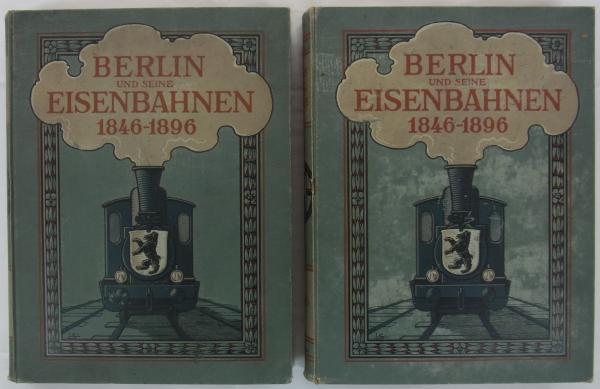 BERLIN
UND SEINE
EISENBAHNEN
1846-1896
BERLIN
UND SEINE
EISENBAHNEN
1846-1896